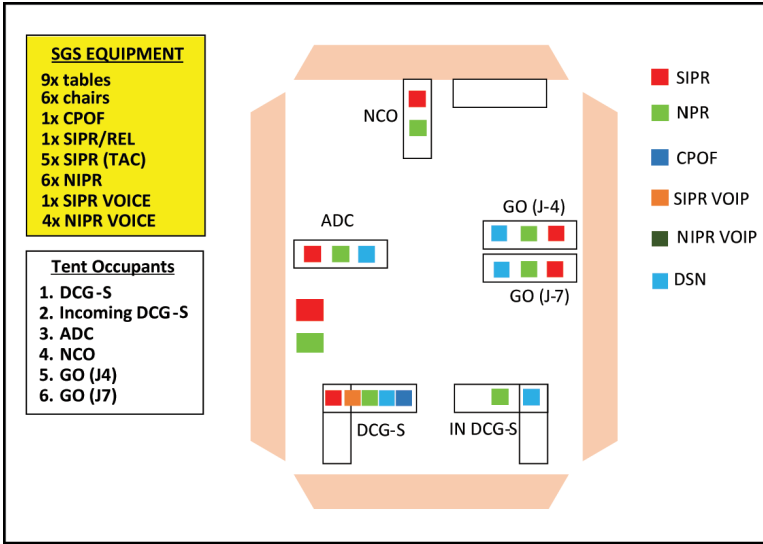 SGS EQUIPMENT
9x tables
6x chairs
1x CPOF
1x SIPR/REL
5x SIPR (TAC)
6x NIPR
1x SIPR VOICE
4x NIPR VOICE
Tent Occupants
1. DCG-S
2. Incoming DCG-S
3. ADC
4. NCO
5. GO (J4)
6. GO (J7)
NCO
ADC
GO (J-4)
GO (J-7)
DCG-S
IN DCG-S
SIPR
NPR
CPOF
SIPR VOIP
NIPR VOIP
DSN